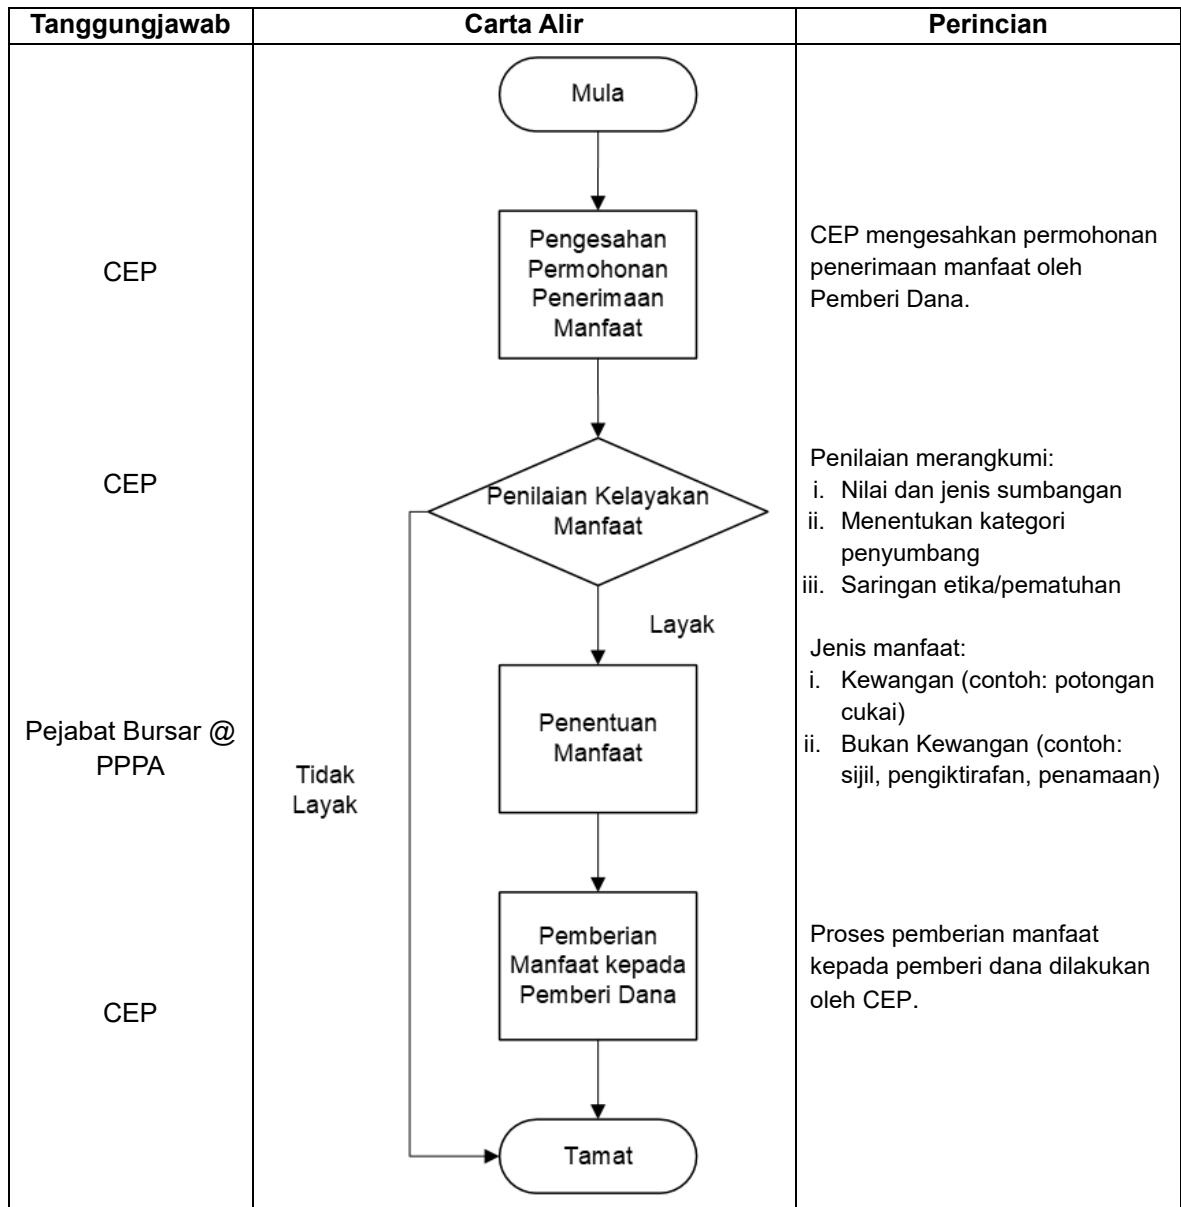 Tanggungjawab
Carta Alir
Perincian
Mula
CEP
Pengesahan
Permohonan
Penerimaan
Manfaat
CEP mengesahkan permohonan
penerimaan manfaat oleh
Pemberi Dana.
CEP
Penilaian Kelayakan
Manfaat
Penilaian merangkumi:
i. Nilai dan jenis sumbangan
ii. Menentukan kategori
penyumbang
iii. Saringan etika/pematuhan
Layak
Tidak
Layak
Pejabat Bursar @
PPPA
Penentuan
Manfaat
Jenis manfaat:
i. Kewangan (contoh: potongan
cukai)
ii. Bukan Kewangan (contoh:
sijil, pengiktirafan, penamaan)
CEP
Pemberian
Manfaat kepada
Pemberi Dana
Proses pemberian manfaat
kepada pemberi dana dilakukan
oleh CEP.
Tamat